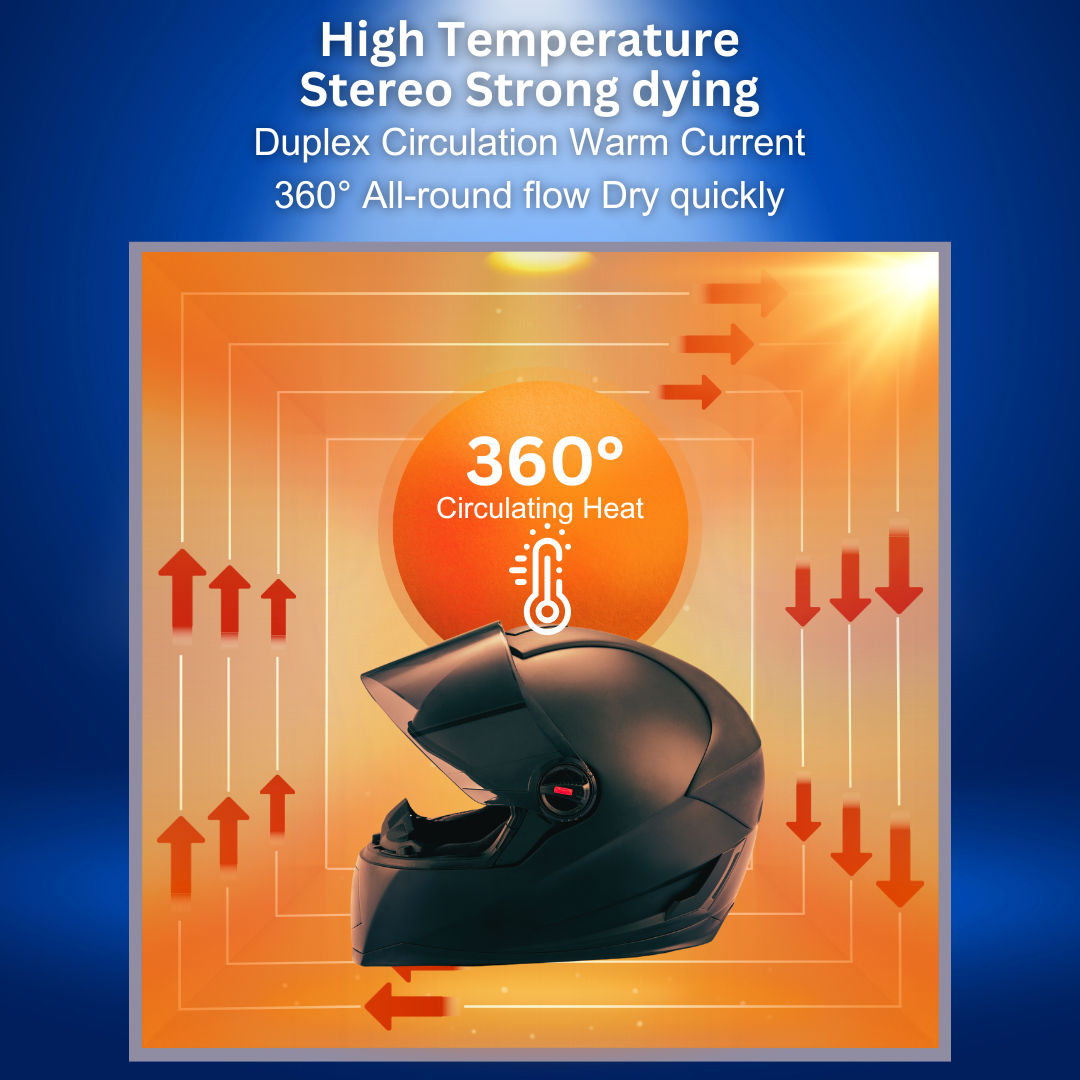 High Temperature
Stereo Strong dying
Duplex Circulation Warm Current
360° All-round flow Dry quickly
360°
Circulating Heat